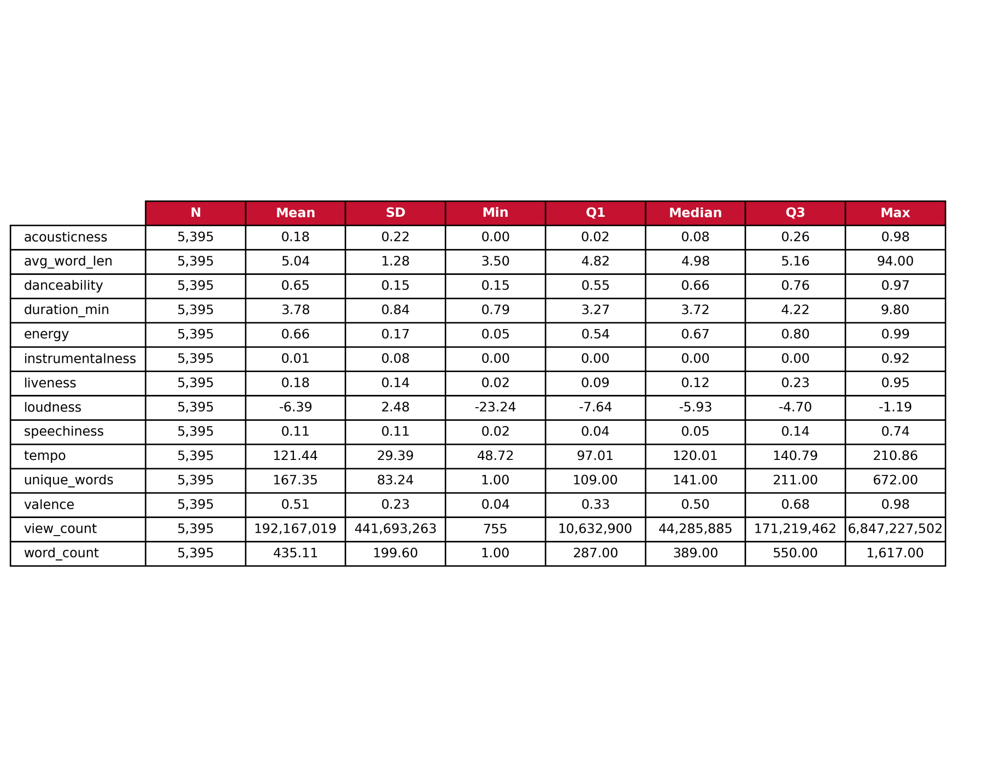 N Mean SD Min Q1 Median Q3 Max
acousticness 5,395 0.18 0.22 0.00 0.02 0.08 0.26 0.98
avg_word_len 5,395 5.04 1.28 3.50 4.82 4.98 5.16 94.00
danceability 5,395 0.65 0.15 0.15 0.55 0.66 0.76 0.97
duration_min 5,395 3.78 0.84 0.79 3.27 3.72 4.22 9.80
energy 5,395 0.66 0.17 0.05 0.54 0.67 0.80 0.99
instrumentalness 5,395 0.01 0.08 0.00 0.00 0.00 0.00 0.92
liveness 5,395 0.18 0.14 0.02 0.09 0.12 0.23 0.95
loudness 5,395 -6.39 2.48 -23.24 -7.64 -5.93 -4.70 -1.19
speechiness 5,395 0.11 0.11 0.02 0.04 0.05 0.14 0.74
tempo 5,395 121.44 29.39 48.72 97.01 120.01 140.79 210.86
unique_words 5,395 167.35 83.24 1.00 109.00 141.00 211.00 672.00
valence 5,395 0.51 0.23 0.04 0.33 0.50 0.68 0.98
view_count 5,395 192,167,019 441,693,263 755 10,632,900 44,285,885 171,219,462 6,847,227,502
word_count 5,395 435.11 199.60 1.00 287.00 389.00 550.00 1,617.00